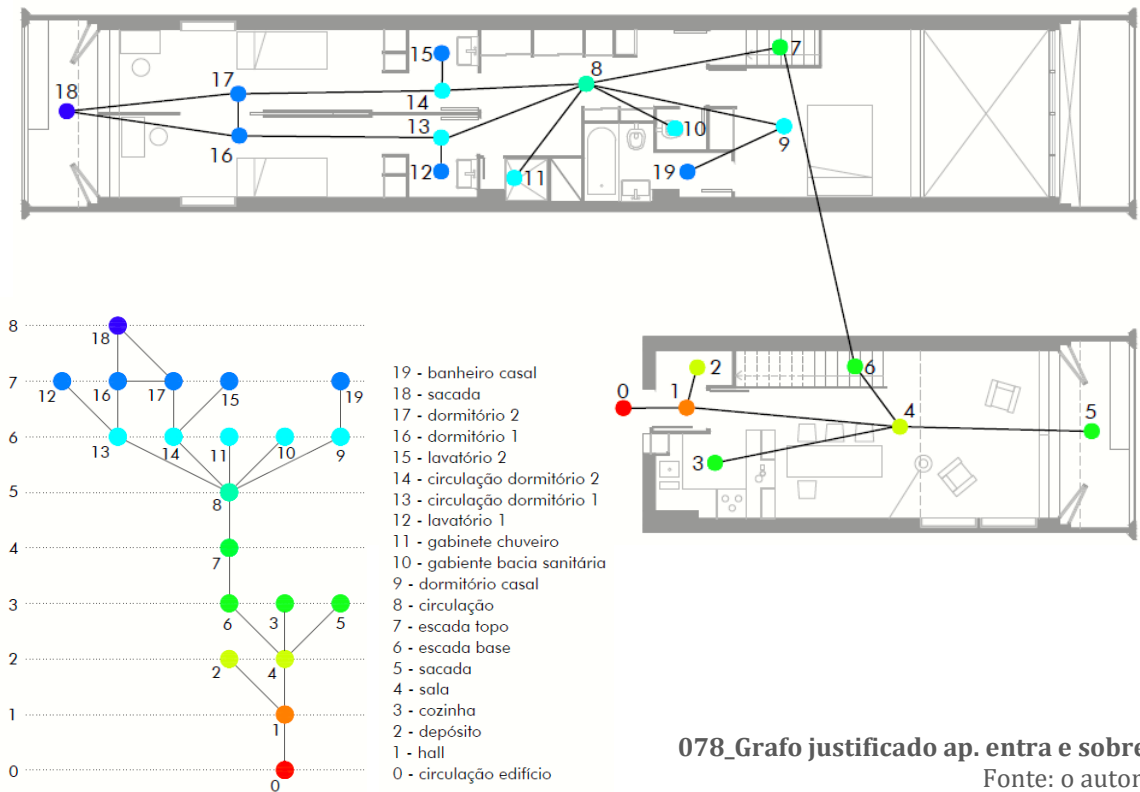 15
7
8
17
18
14
13
10
9
16
12
11
19
2
6
0
1
4
5
3
8
18
7
12
16
17
15
19
6
13
14
11
10
9
5
8
4
7
3
6
3
5
2
2
4
1
1
0
0
19 - banheiro casal
18 - sacada
17 - dormitório 2
16 - dormitório 1
15 - lavatório 2
14 - circulação dormitório 2
13 - circulação dormitório 1
12 - lavatório 1
11 - gabinete chuveiro
10 - gabiente bacia sanitária
9 - dormitório casal
8 - circulação
7 - escada topo
6 - escada base
5 - sacada
4 - sala
3 - cozinha
2 - depósito
1 - hall
0 - circulação edifício
078_Grafo justificado ap. entra e sobre
Fonte: o autor